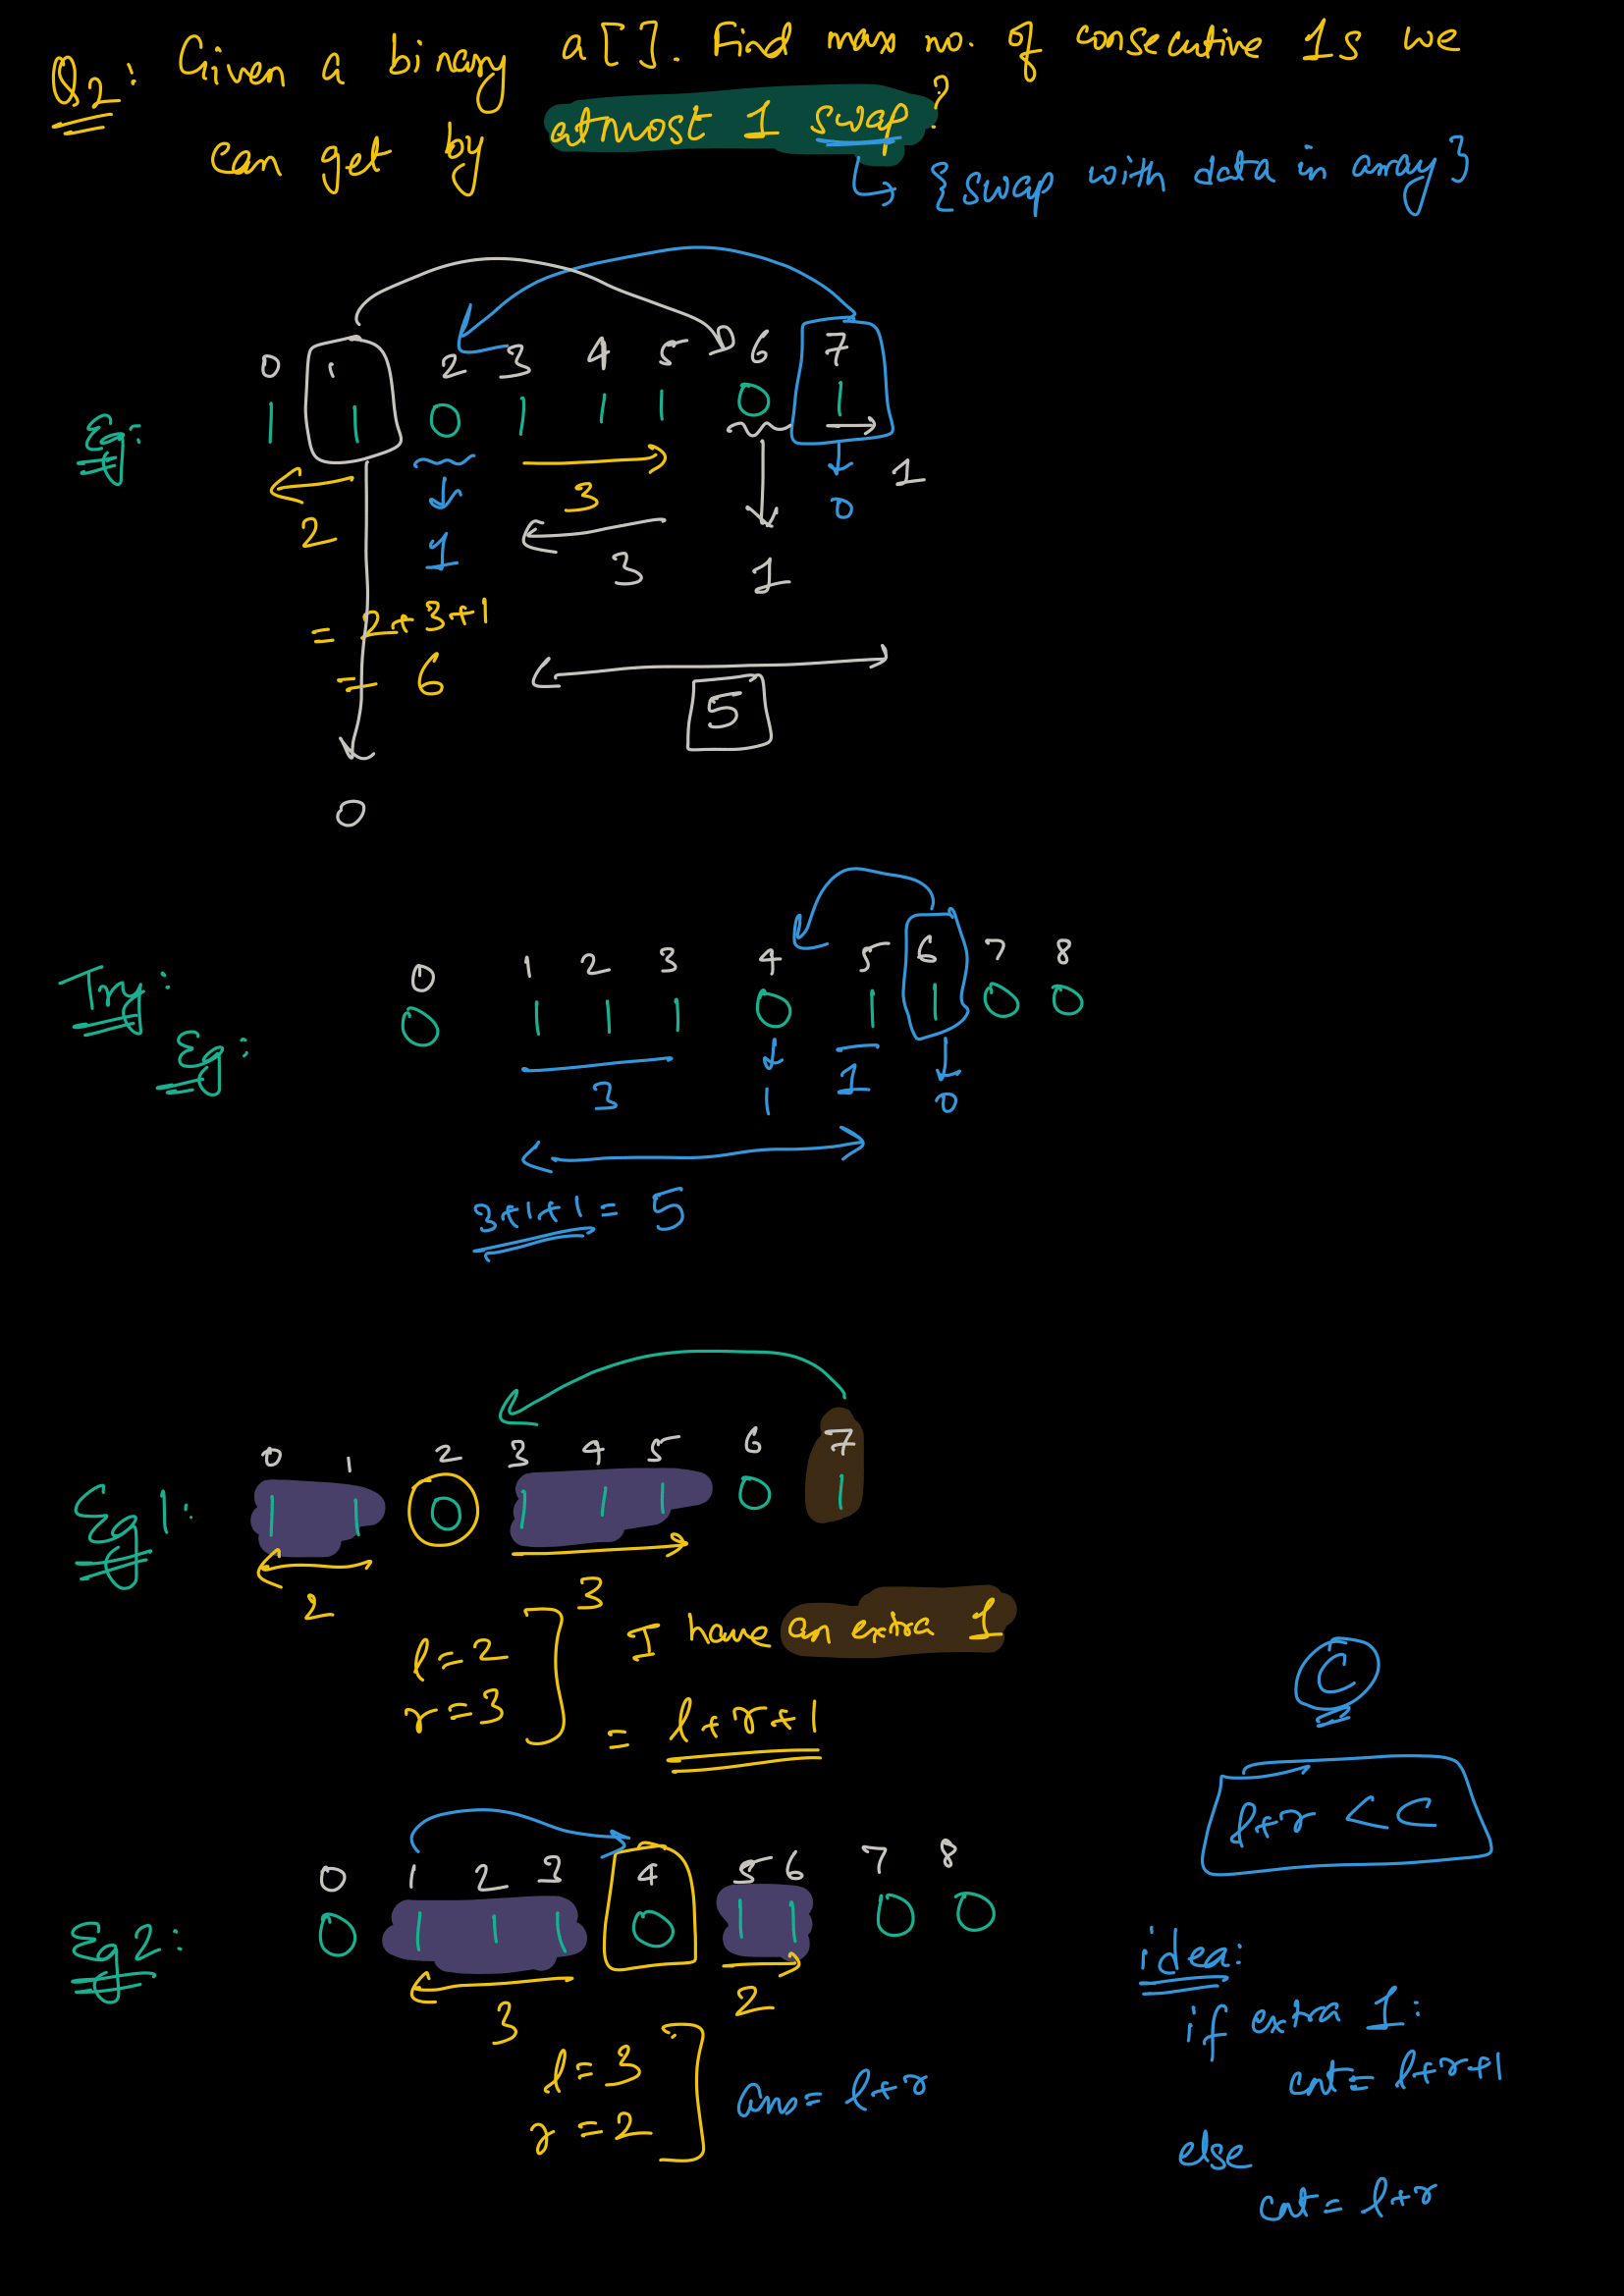 Q2: Given a binary a[]. Find max no. of consecutive 1s we
can get by atmost 1 swap?
{swap with data in array}
0 1 2 3 4 5 6 7
Eg: 1 1 0 1 1 1 0 1
2 3 0 1
1 3 1
= 2+3+1
= 6
5
0
0 1 2 3 4 5 6 7 8
Try: 0 1 1 1 0 1 1 0 0
Eg:
3 1 1 0
3+1+1 = 5
0 1 2 3 4 5 6 7
Eg1: 1 1 0 1 1 1 0 1
2 3
l=2
r=3
I have an extra 1
= l+r+1
C
l+r < C
0 1 2 3 4 5 6 7 8
Eg2: 0 1 1 1 0 1 1 0 0
3 2
l=3
r=2
ans = l+r
idea:
if extra 1:
cnt = l+r+1
else
cnt = l+r